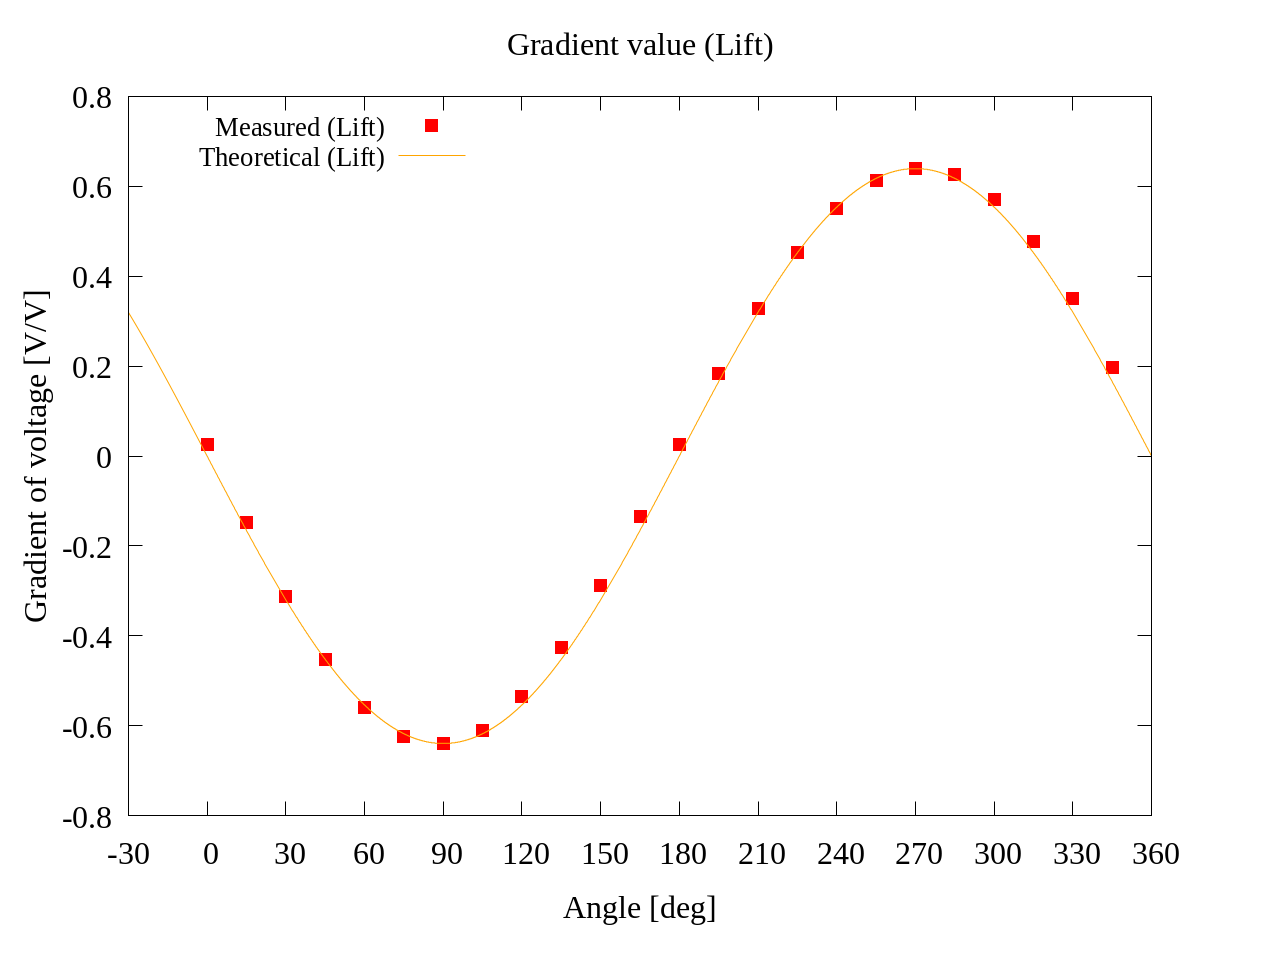 Gradient value (Lift)
Measured (Lift)
Theoretical (Lift)
0.8
0.6
0.4
0.2
0
-0.2
-0.4
-0.6
-0.8
Gradient of voltage [V/V]
-30 0 30 60 90 120 150 180 210 240 270 300 330 360
Angle [deg]